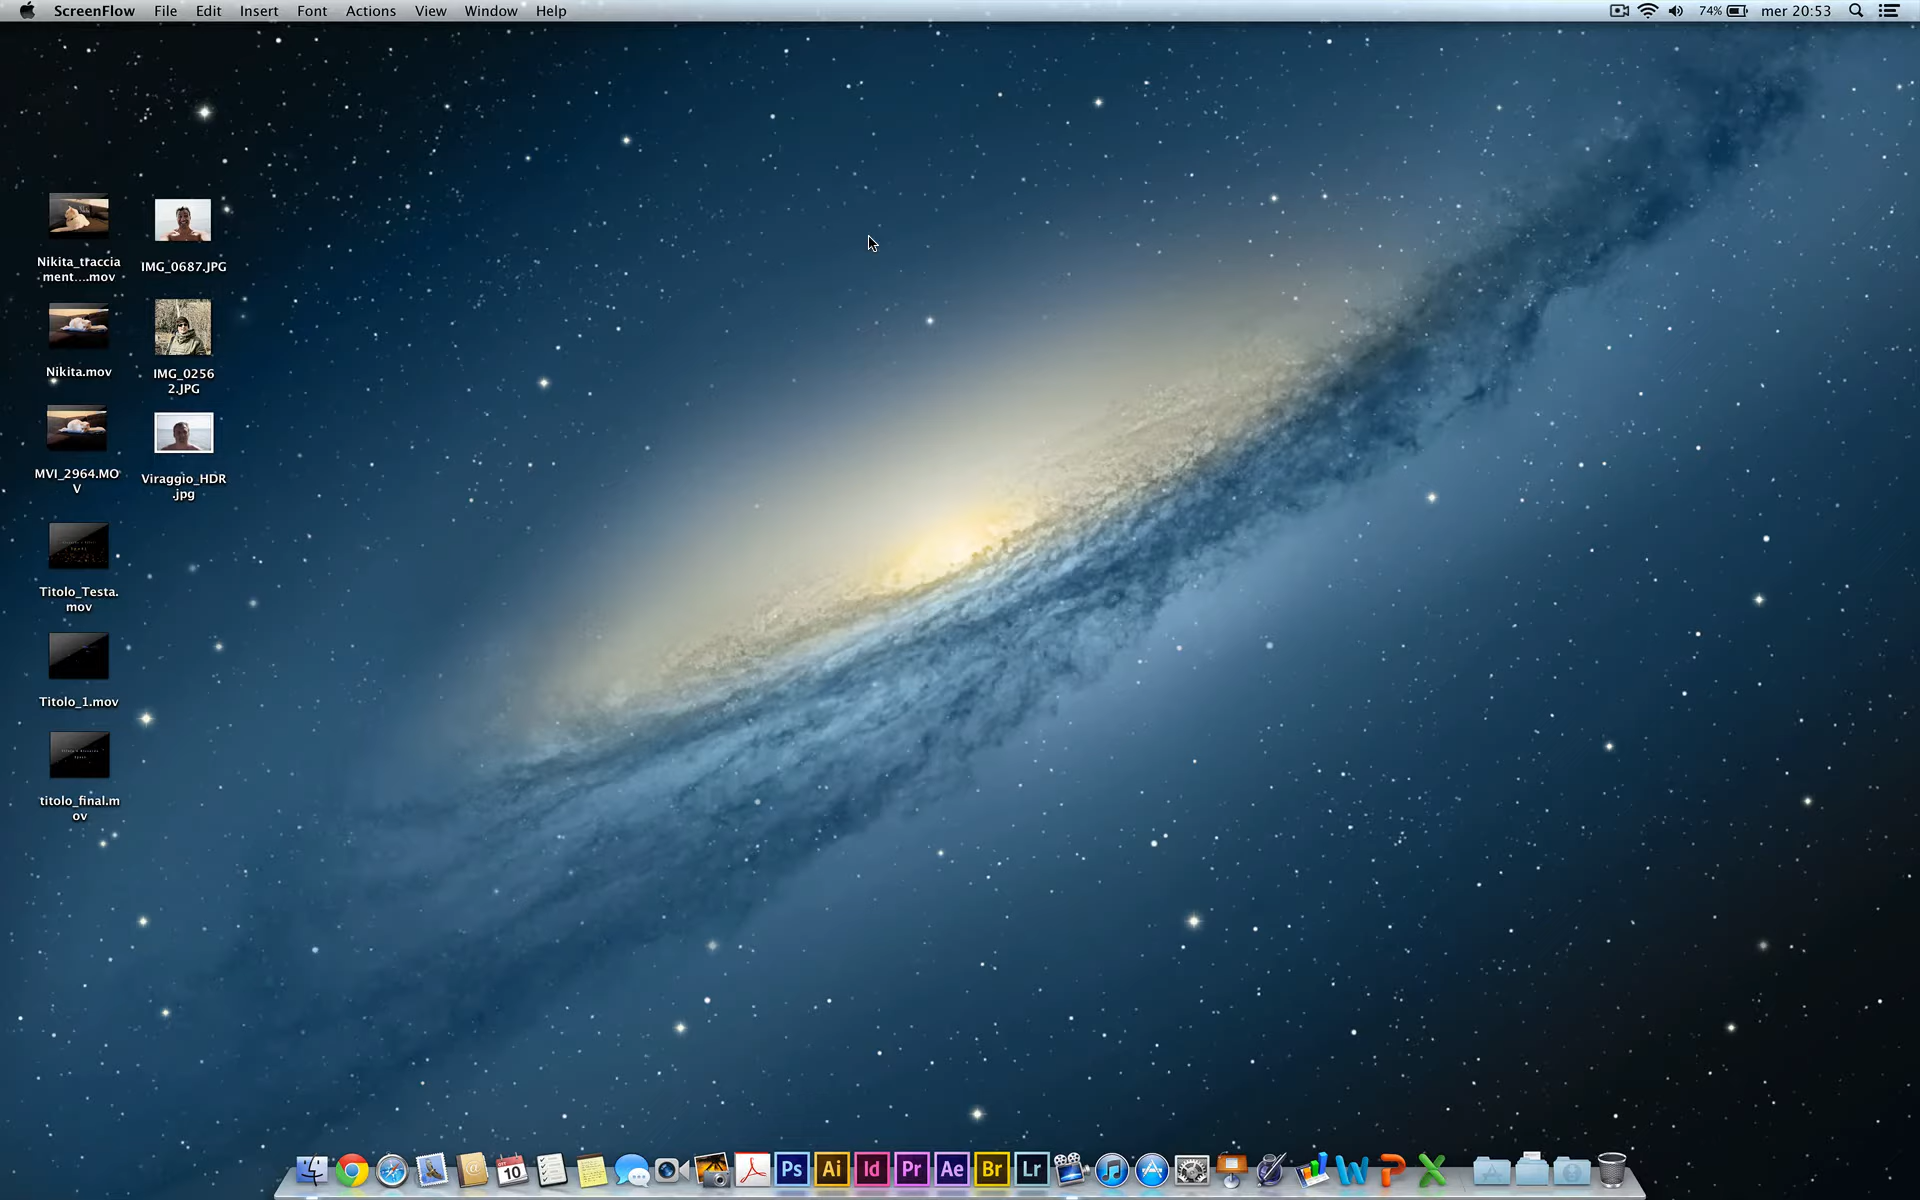 ScreenFlow File Edit Insert Font Actions View Window Help 74% mer 20:53
Nikita_traccia
ment....mov
IMG_0687.JPG
Nikita.mov
IMG_0256
2.JPG
MVI_2964.MO
V
Viraggio_HDR
.jpg
Titolo_Testa.
mov
Titolo_1.mov
titolo_final.m
ov
10
Ps Ai Id Pr Ae Br Lr